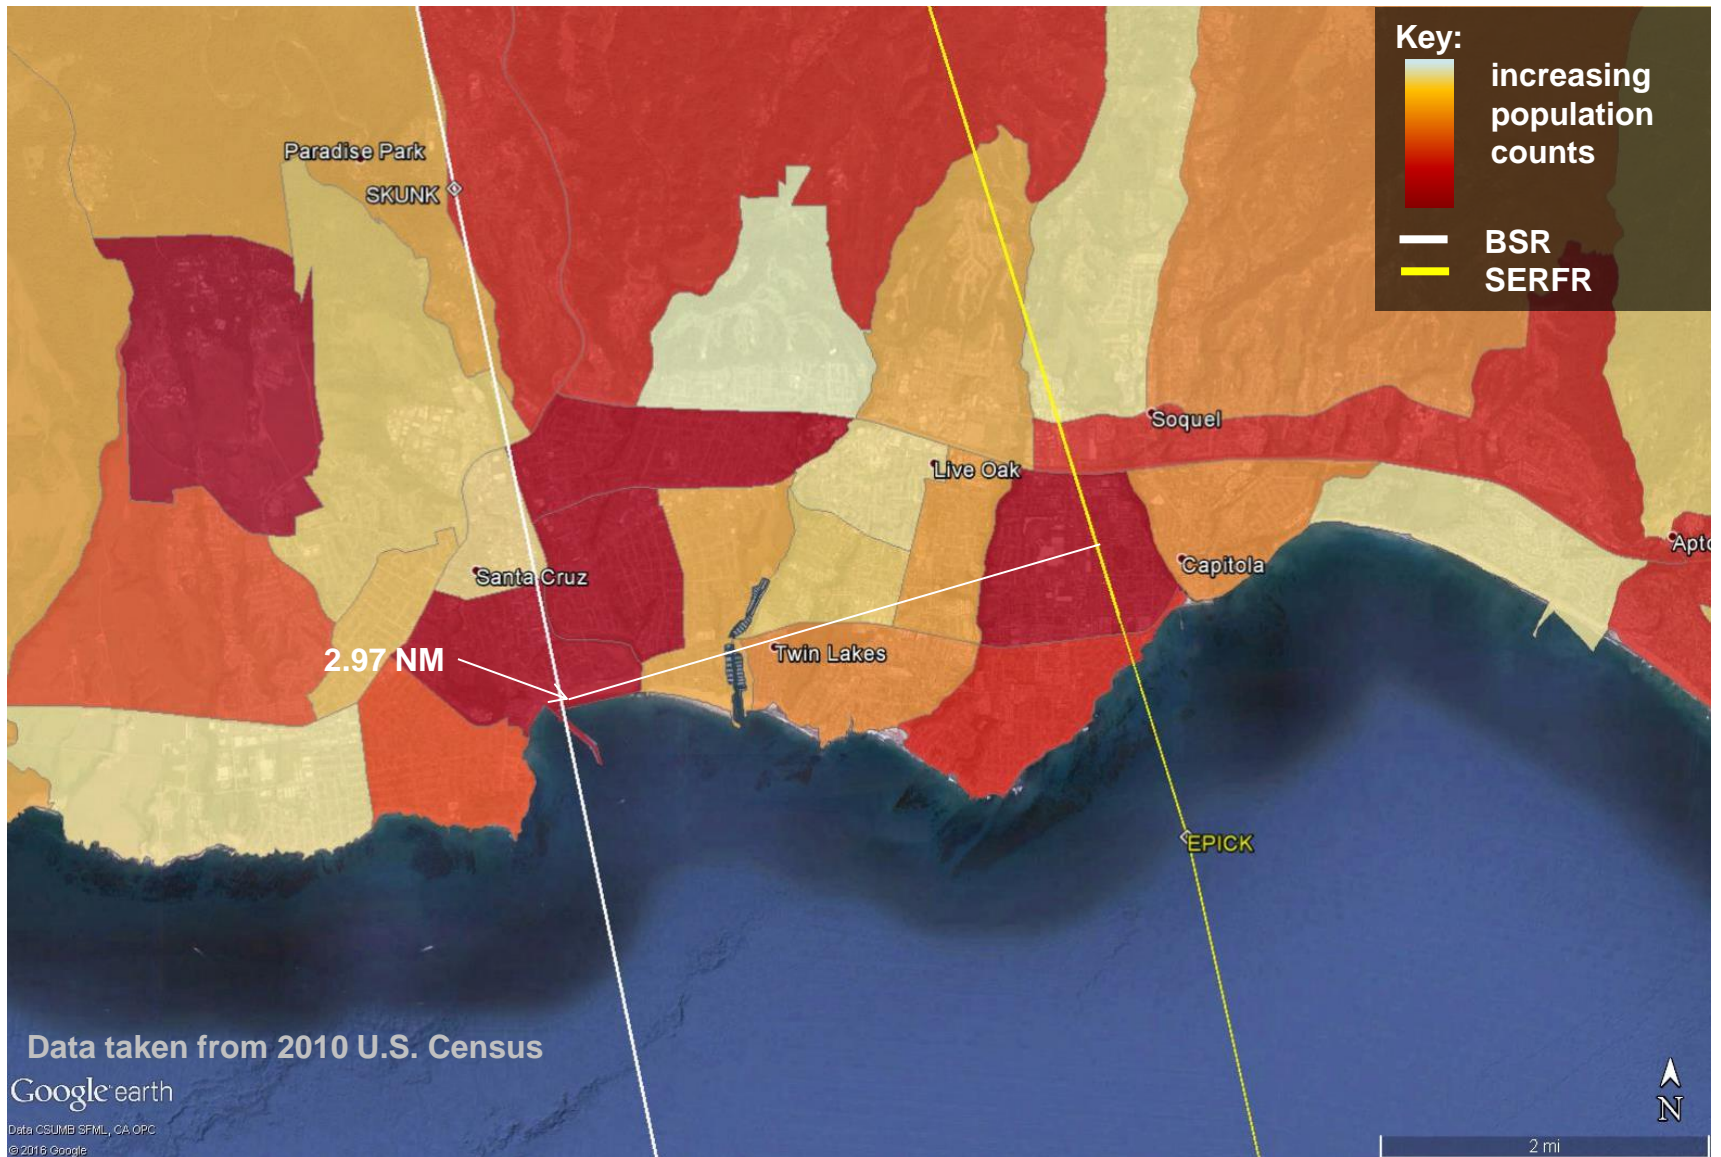 Key:
increasing
population
counts
BSR
SERFR
Paradise Park
SKUNK
Soquel
Live Oak
Santa Cruz
Capitola
Apto
2.97 NM
Twin Lakes
EPICK
Data taken from 2010 U.S. Census
Google earth
Data CSUMB SFML, CA OPC
© 2016 Google
N
2 mi